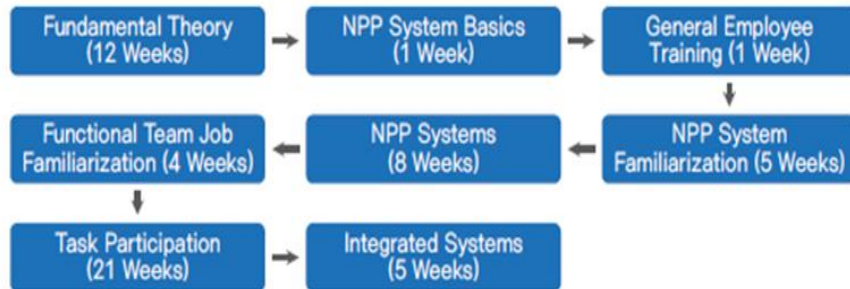 Fundamental Theory
(12 Weeks)
NPP System Basics
(1 Week)
General Employee
Training (1 Week)
NPP System
Familiarization (5 Weeks)
NPP Systems
(8 Weeks)
Functional Team Job
Familiarization (4 Weeks)
Task Participation
(21 Weeks)
Integrated Systems
(5 Weeks)